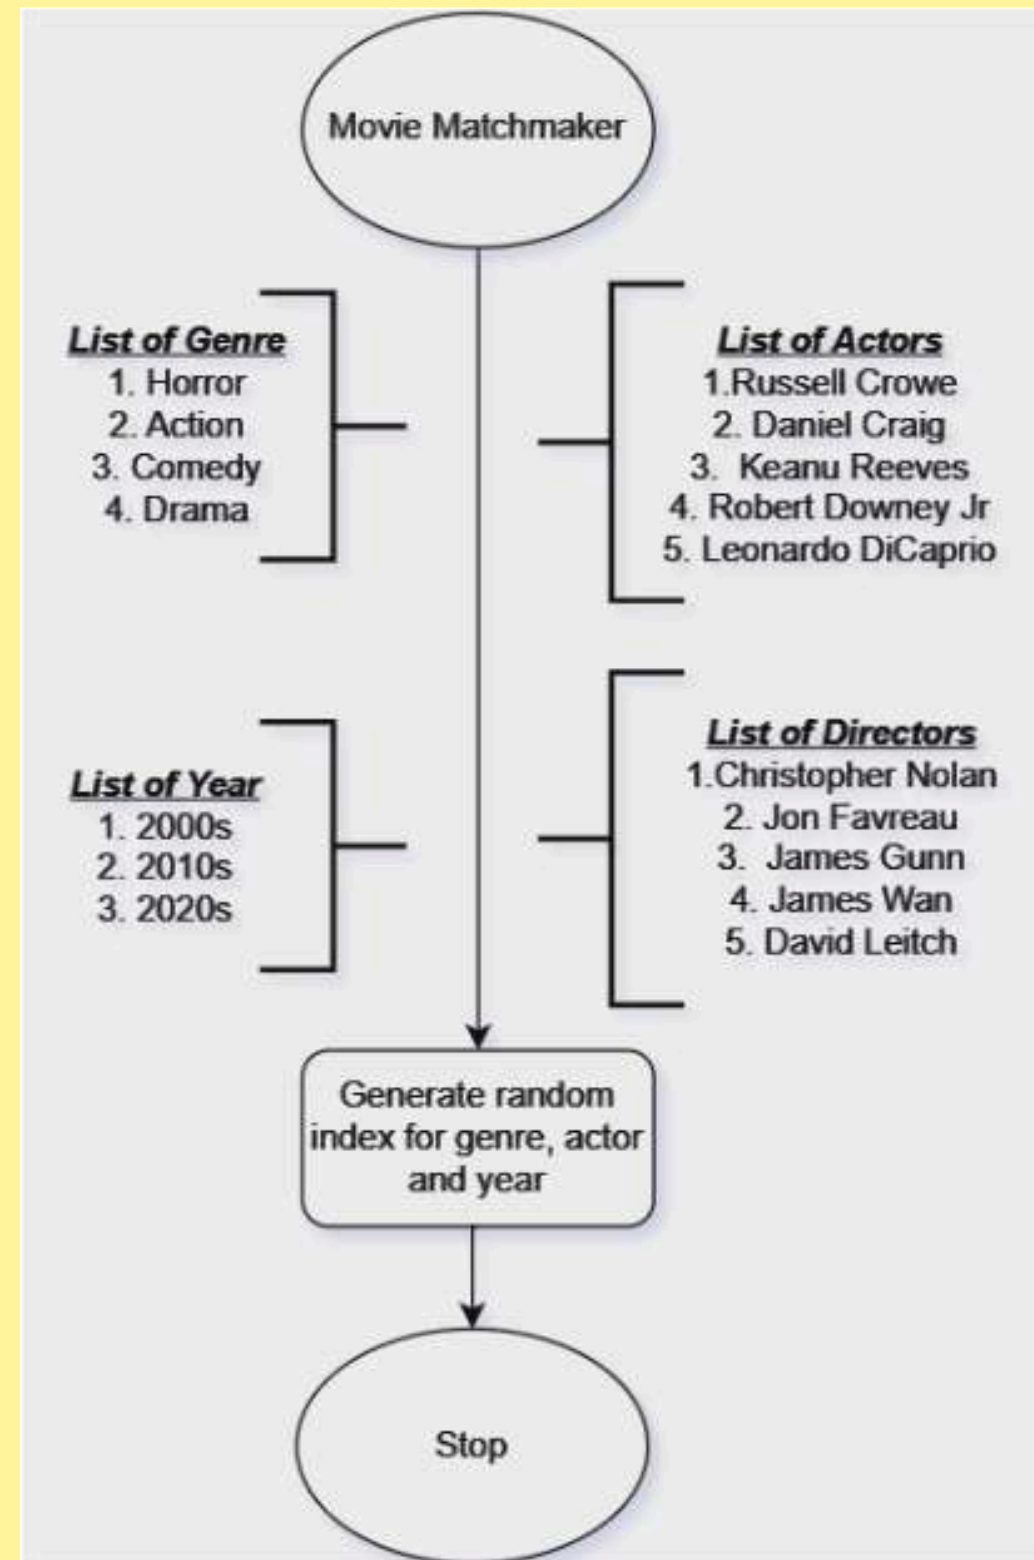 Movie Matchmaker
List of Genre
1. Horror
2. Action
3. Comedy
4. Drama
List of Actors
1.Russell Crowe
2. Daniel Craig
3. Keanu Reeves
4. Robert Downey Jr
5. Leonardo DiCaprio
List of Year
1. 2000s
2. 2010s
3. 2020s
List of Directors
1.Christopher Nolan
2. Jon Favreau
3. James Gunn
4. James Wan
5. David Leitch
Generate random
index for genre, actor
and year
Stop